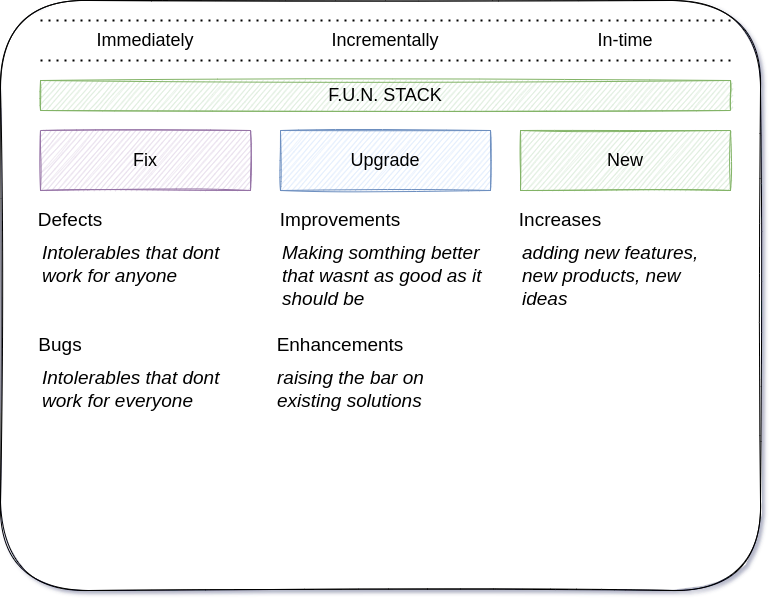 Immediately
Incrementally
In-time
F.U.N. STACK
Fix
Upgrade
New
Defects
Intolerables that dont
work for anyone
Bugs
Intolerables that dont
work for everyone
Improvements
Making somthing better
that wasnt as good as it
should be
Enhancements
raising the bar on
existing solutions
Increases
adding new features,
new products, new
ideas